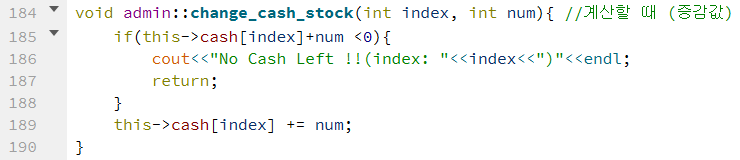 184 void admin::change_cash_stock(int index, int num){ //계산할 때 (증감값)
185     if(this->cash[index]+num <0){
186         cout<<"No Cash Left !!(index: "<<index<<")"<<endl;
187         return;
188     }
189     this->cash[index] += num;
190 }